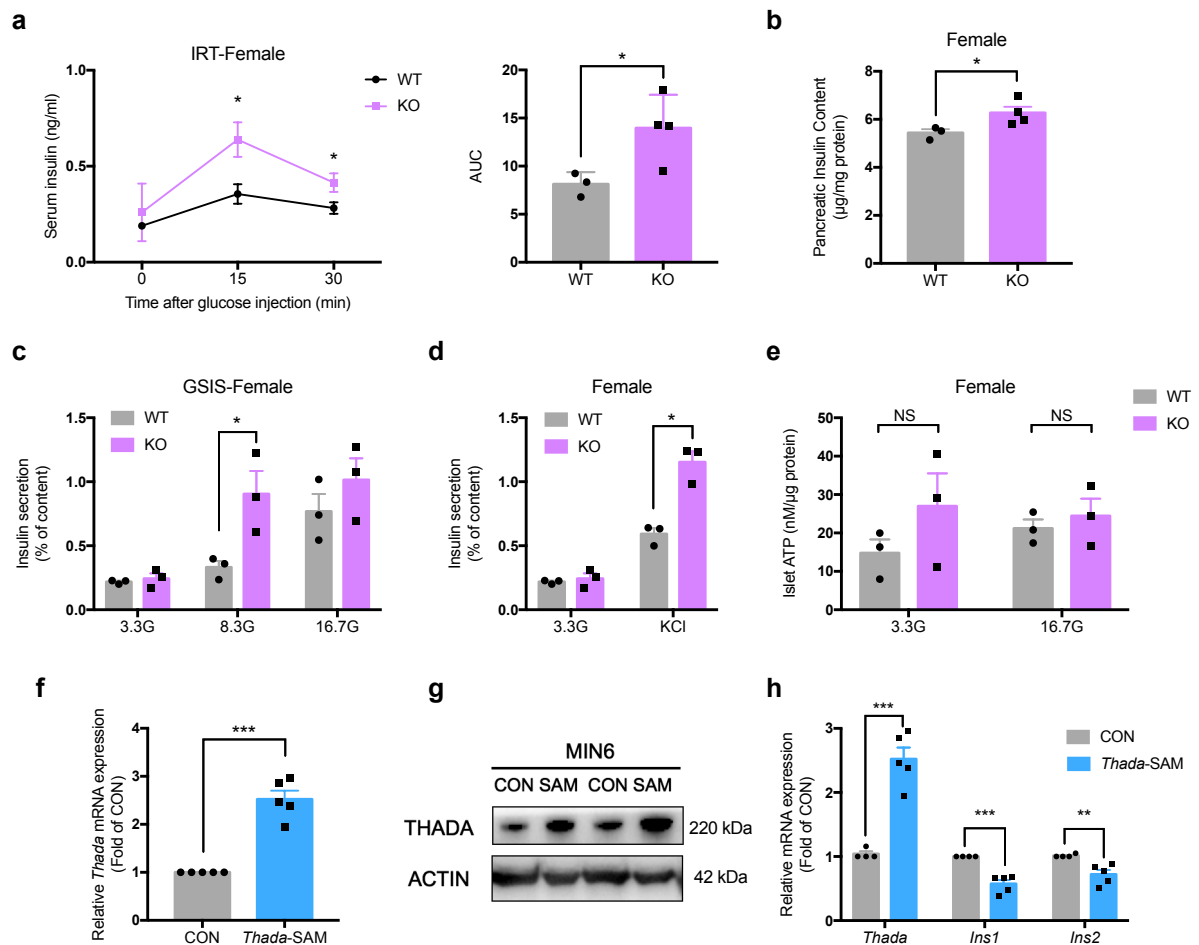 a
IRT-Female
Serum insulin (ng/ml)
1.0
0.5
0.0
*
*
0
15
30
Time after glucose injection (min)
WT
KO
AUC
20
15
10
5
0
*
WT
KO
b
Female
Pancreatic Insulin Content
(µg/mg protein)
8
6
4
2
0
*
WT
KO
c
GSIS-Female
Insulin secretion
(% of content)
1.5
1.0
0.5
0.0
WT
KO
*
3.3G
8.3G
16.7G
d
Female
Insulin secretion
(% of content)
1.5
1.0
0.5
0.0
WT
KO
*
3.3G
KCl
e
Female
Islet ATP (nM/µg protein)
50
40
30
20
10
0
NS
NS
3.3G
16.7G
WT
KO
f
Relative Thada mRNA expression
(Fold of CON)
4
3
2
1
0
***
CON
Thada-SAM
g
MIN6
CON SAM CON SAM
THADA
220 kDa
ACTIN
42 kDa
h
Relative mRNA expression
(Fold of CON)
3
2
1
0
***
***
**
Thada
Ins1
Ins2
CON
Thada-SAM